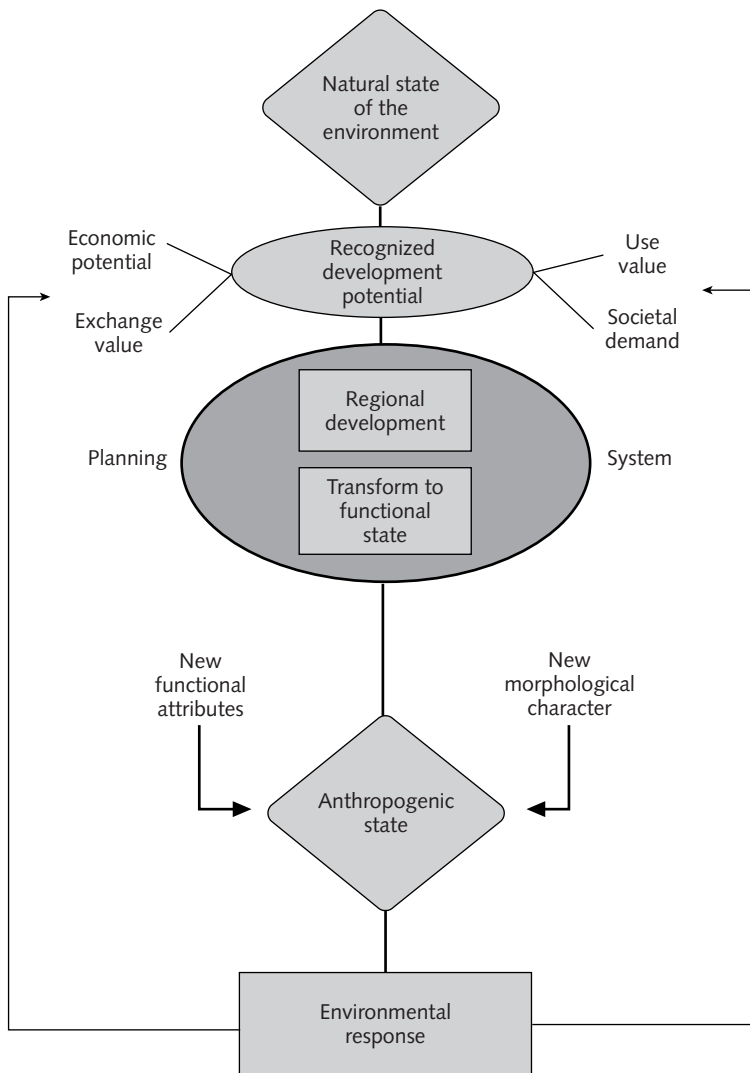 Natural state
of the
environment
Economic
potential
Recognized
development
potential
Use
value
Exchange
value
Societal
demand
Regional
development
Planning
System
Transform to
functional
state
New
functional
attributes
New
morphological
character
Anthropogenic
state
Environmental
response